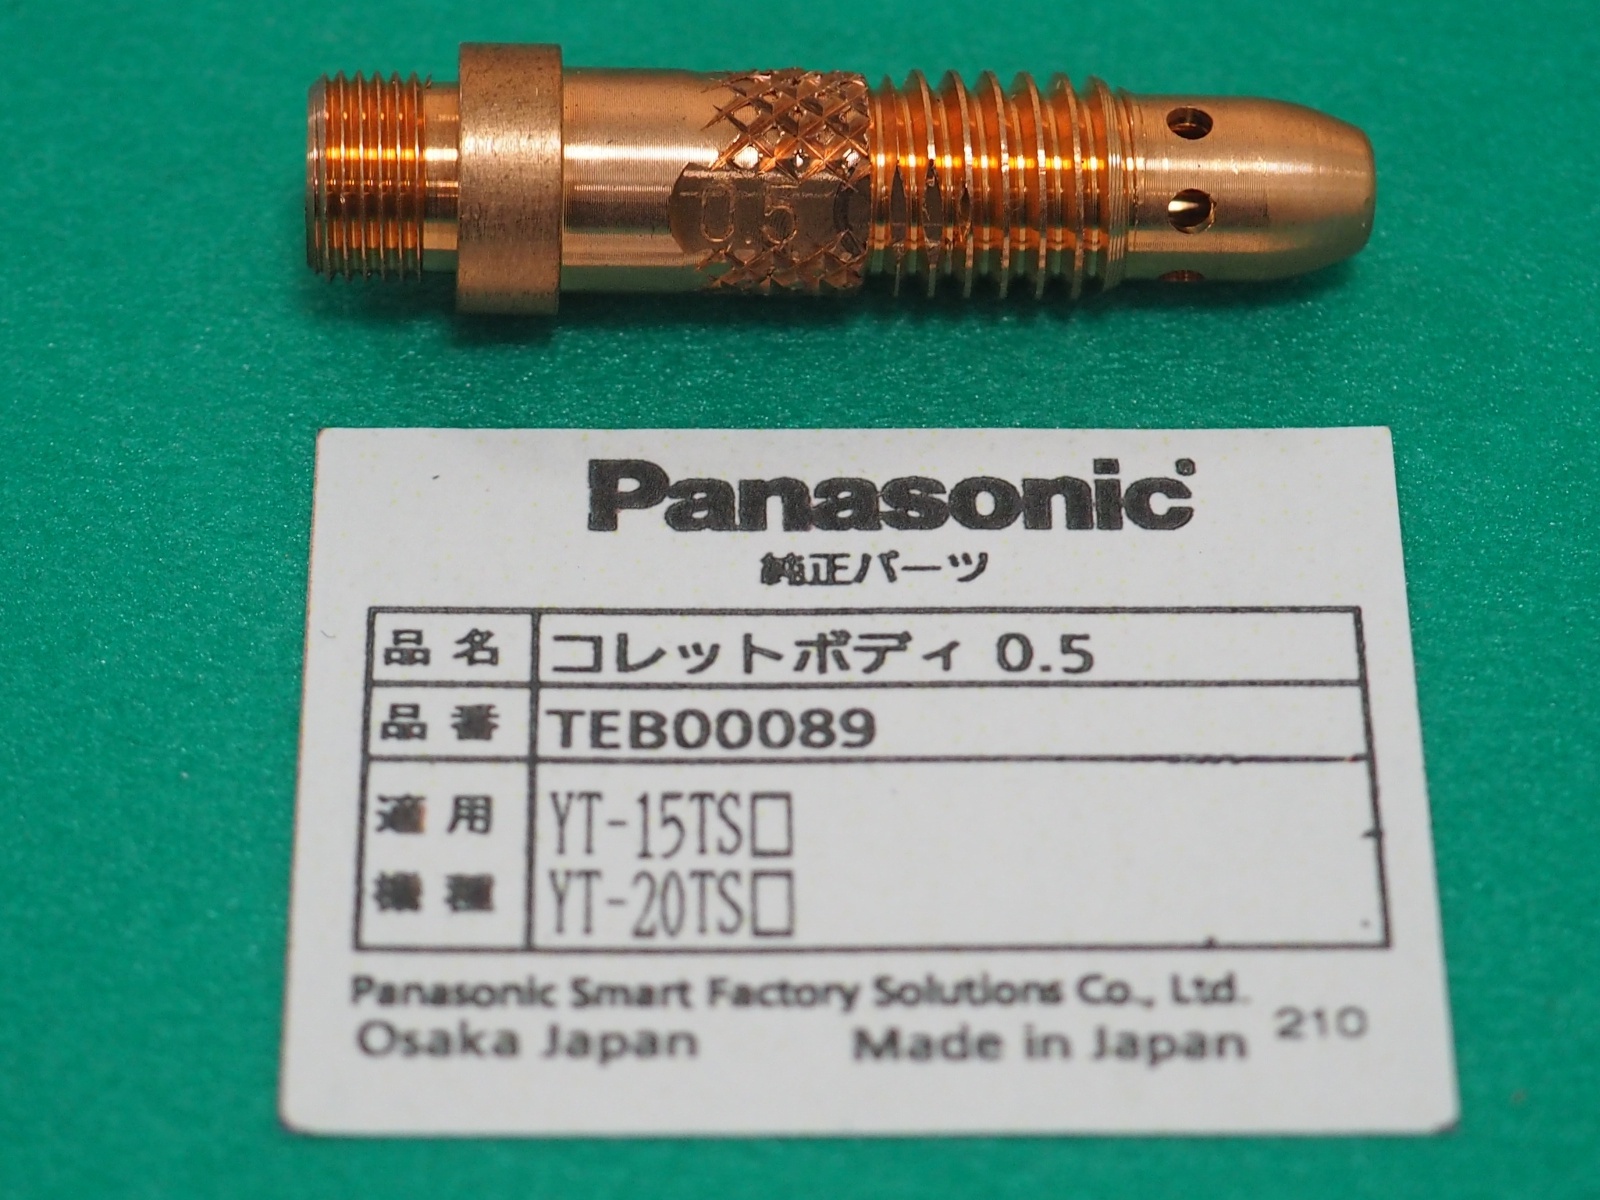 0.5
Panasonic
純正パーツ
品名 コレットボディ 0.5
品番 TEB00089
適用 YT-15TS□
機種 YT-20TS□
Panasonic Smart Factory Solutions Co., Ltd.
Osaka Japan Made in Japan 210